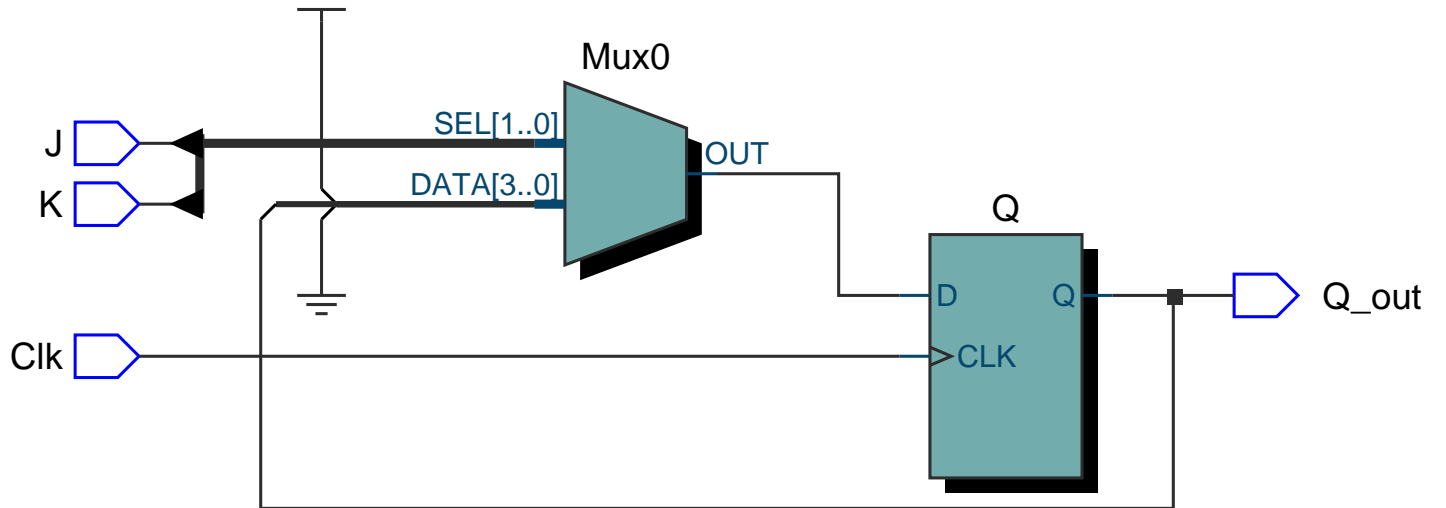 Mux0
SEL[1..0]
J
OUT
DATA[3..0]
K
Q
D
Q
Q_out
Clk
CLK